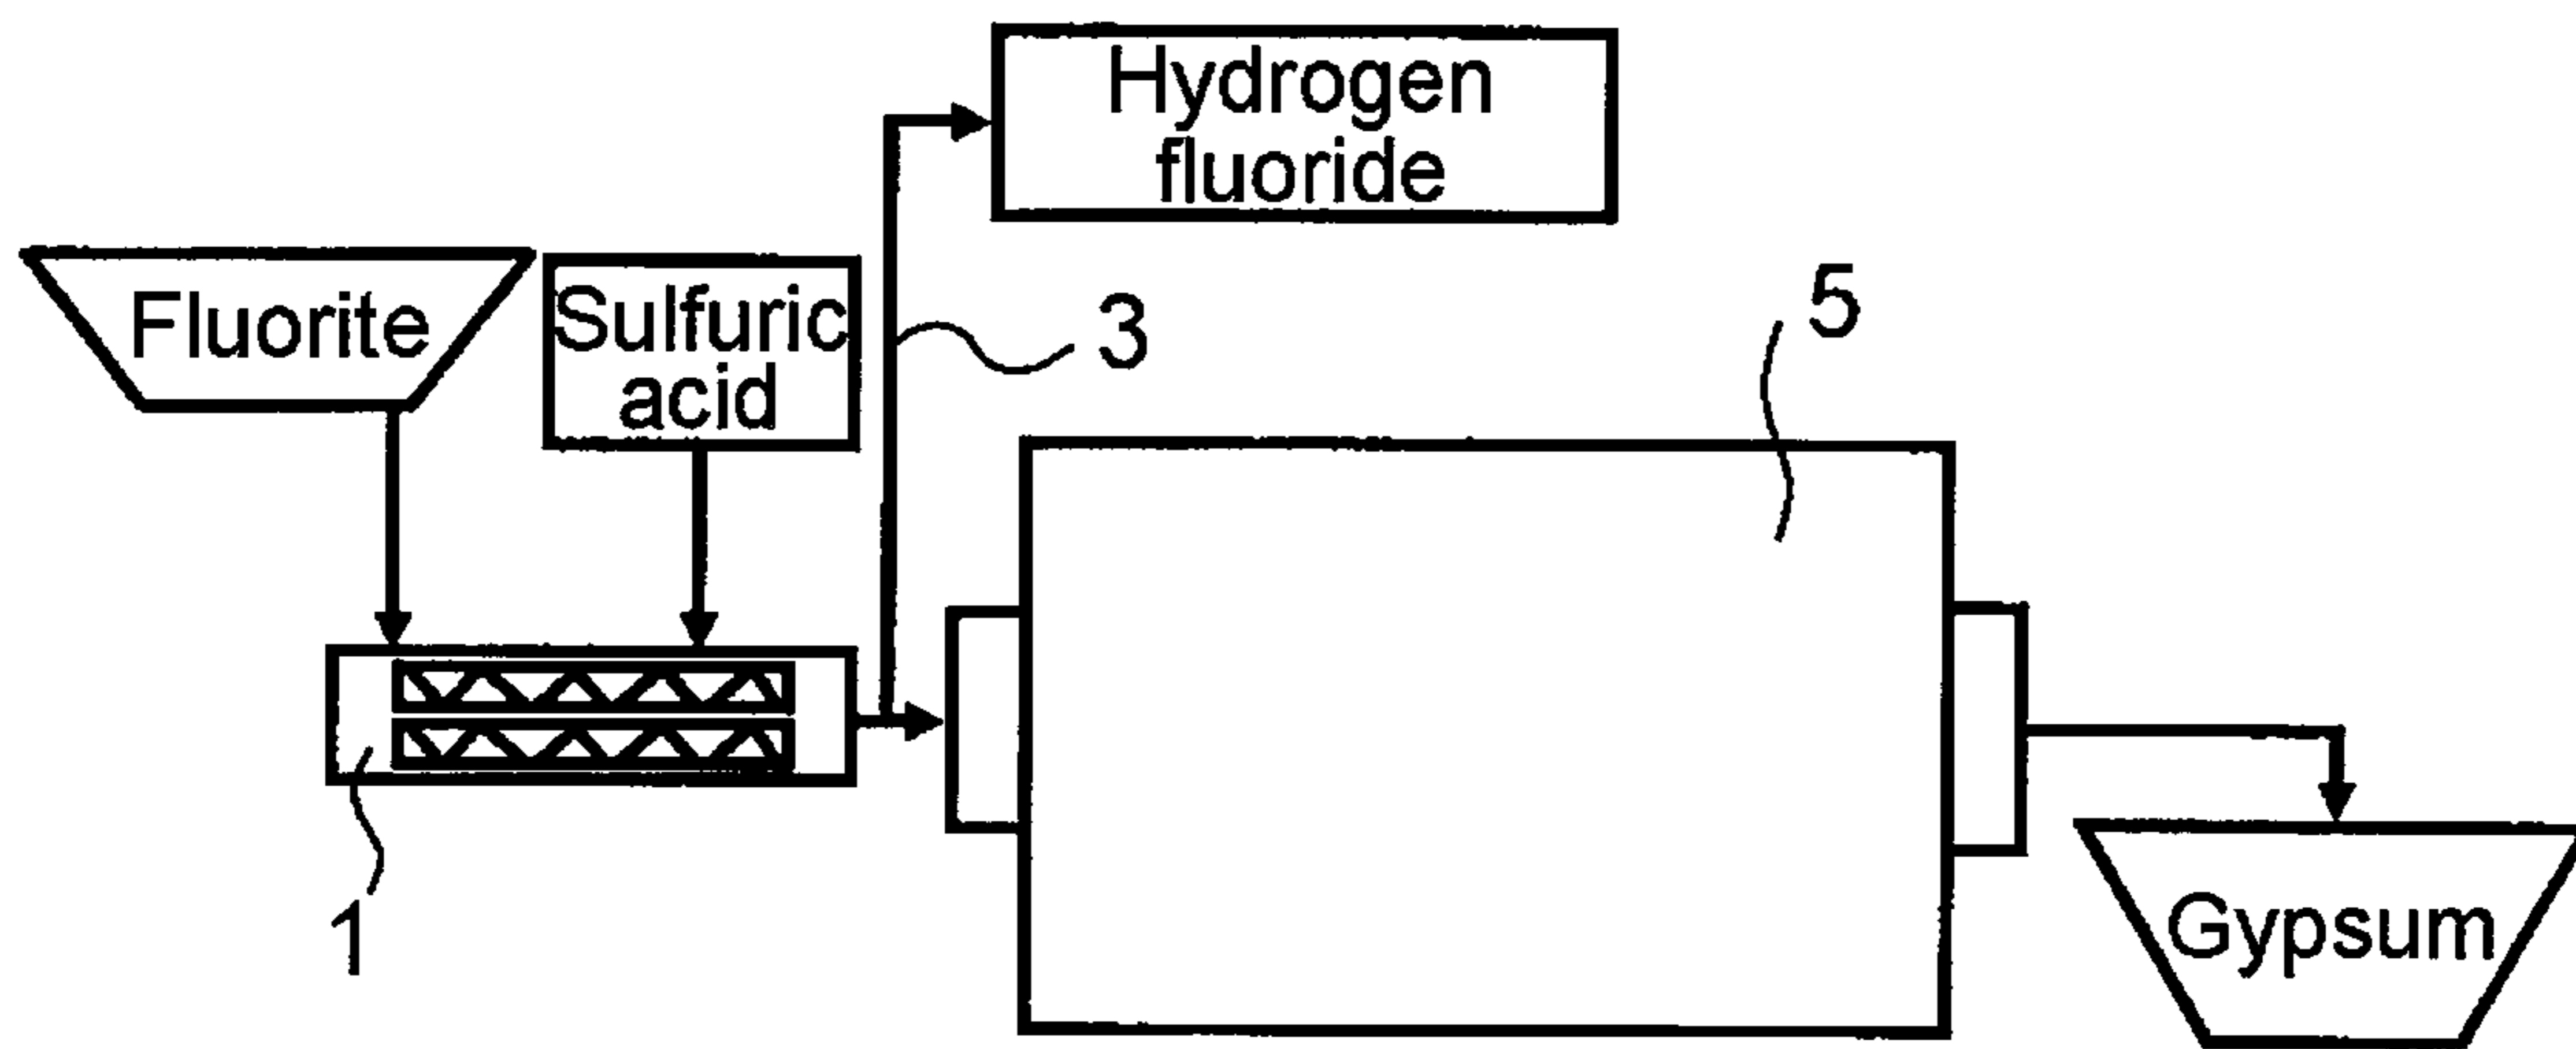 Hydrogen
fluoride
Fluorite
Sulfuric
acid
3
5
1
Gypsum